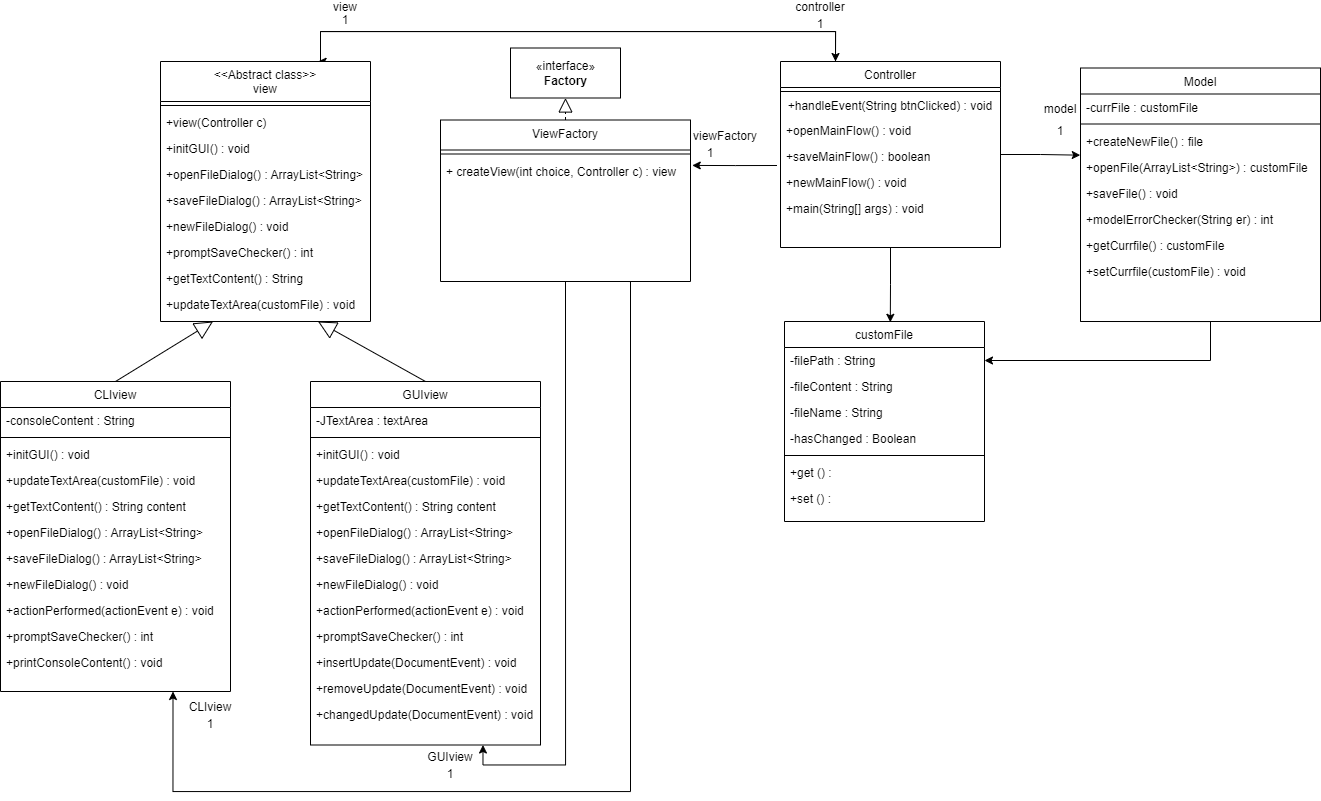 view
1
controller
1
<<Abstract class>>
view
+view(Controller c)
+initGUI() : void
+openFileDialog() : ArrayList<String>
+saveFileDialog() : ArrayList<String>
+newFileDialog() : void
+promptSaveChecker() : int
+getTextContent() : String
+updateTextArea(customFile) : void
«interface»
Factory
ViewFactory
+ createView(int choice, Controller c) : view
viewFactory
1
Controller
+handleEvent(String btnClicked) : void
+openMainFlow() : void
+saveMainFlow() : boolean
+newMainFlow() : void
+main(String[] args) : void
model
1
Model
-currFile : customFile
+createNewFile() : file
+openFile(ArrayList<String>) : customFile
+saveFile() : void
+modelErrorChecker(String er) : int
+getCurrfile() : customFile
+setCurrfile(customFile) : void
customFile
-filePath : String
-fileContent : String
-fileName : String
-hasChanged : Boolean
+get () :
+set () :
CLIview
-consoleContent : String
+initGUI() : void
+updateTextArea(customFile) : void
+getTextContent() : String content
+openFileDialog() : ArrayList<String>
+saveFileDialog() : ArrayList<String>
+newFileDialog() : void
+actionPerformed(actionEvent e) : void
+promptSaveChecker() : int
+printConsoleContent() : void
CLIview
1
GUIview
-JTextArea : textArea
+initGUI() : void
+updateTextArea(customFile) : void
+getTextContent() : String content
+openFileDialog() : ArrayList<String>
+saveFileDialog() : ArrayList<String>
+newFileDialog() : void
+actionPerformed(actionEvent e) : void
+promptSaveChecker() : int
+insertUpdate(DocumentEvent) : void
+removeUpdate(DocumentEvent) : void
+changedUpdate(DocumentEvent) : void
GUIview
1